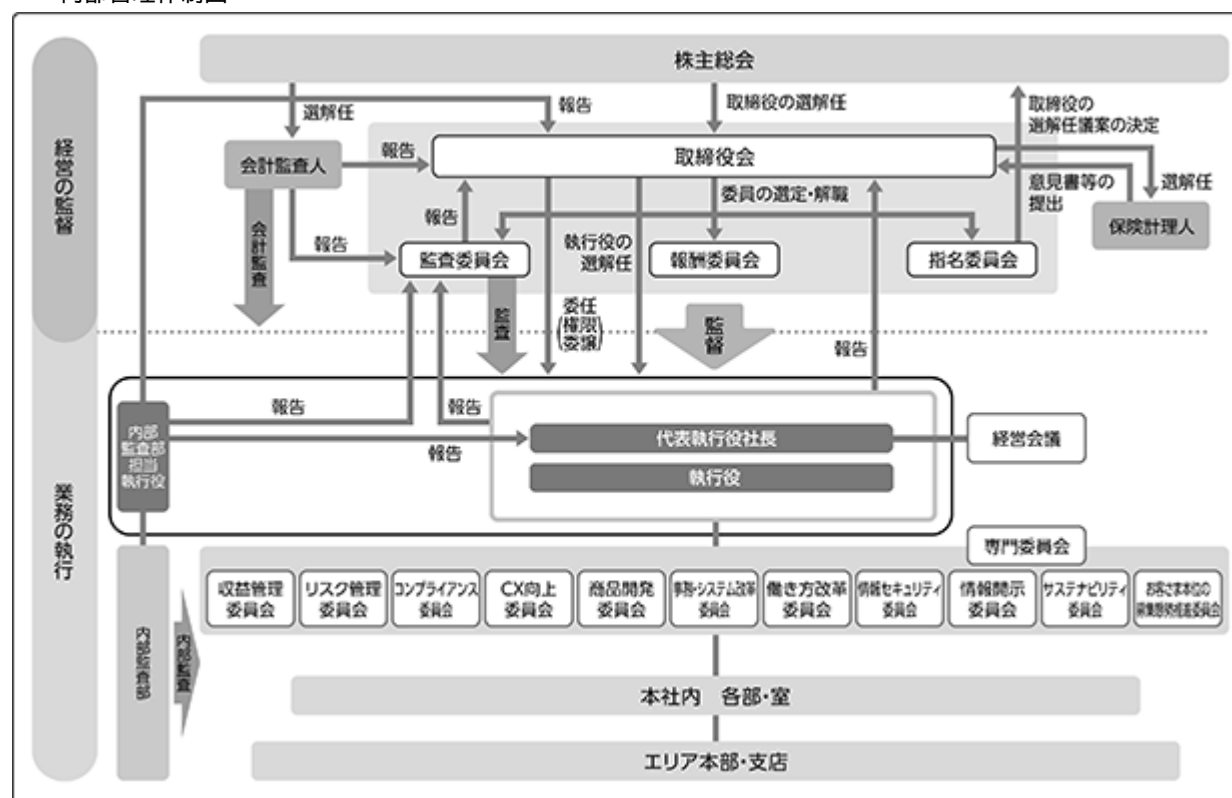 経営の監督
業務の執行
株主総会
選解任
報告
取締役の選解任
取締役の
選解任議案の決定
会計監査人
報告
取締役会
選解任
意見書等の
提出
保険計理人
会計監査
報告
報告
委員の選定・解職
執行役の
選解任
監査委員会
報酬委員会
指名委員会
監査
委任
(権限
委譲)
監督
報告
内部
監査部
担当
執行役
報告
報告
報告
代表執行役社長
執行役
経営会議
専門委員会
収益管理
委員会
リスク管理
委員会
コンプライアンス
委員会
CX向上
委員会
商品開発
委員会
事務・システム改革
委員会
働き方改革
委員会
情報セキュリティ
委員会
情報開示
委員会
サステナビリティ
委員会
お客さま本位の
内部監査部
内部監査
本社内 各部・室
エリア本部・支店